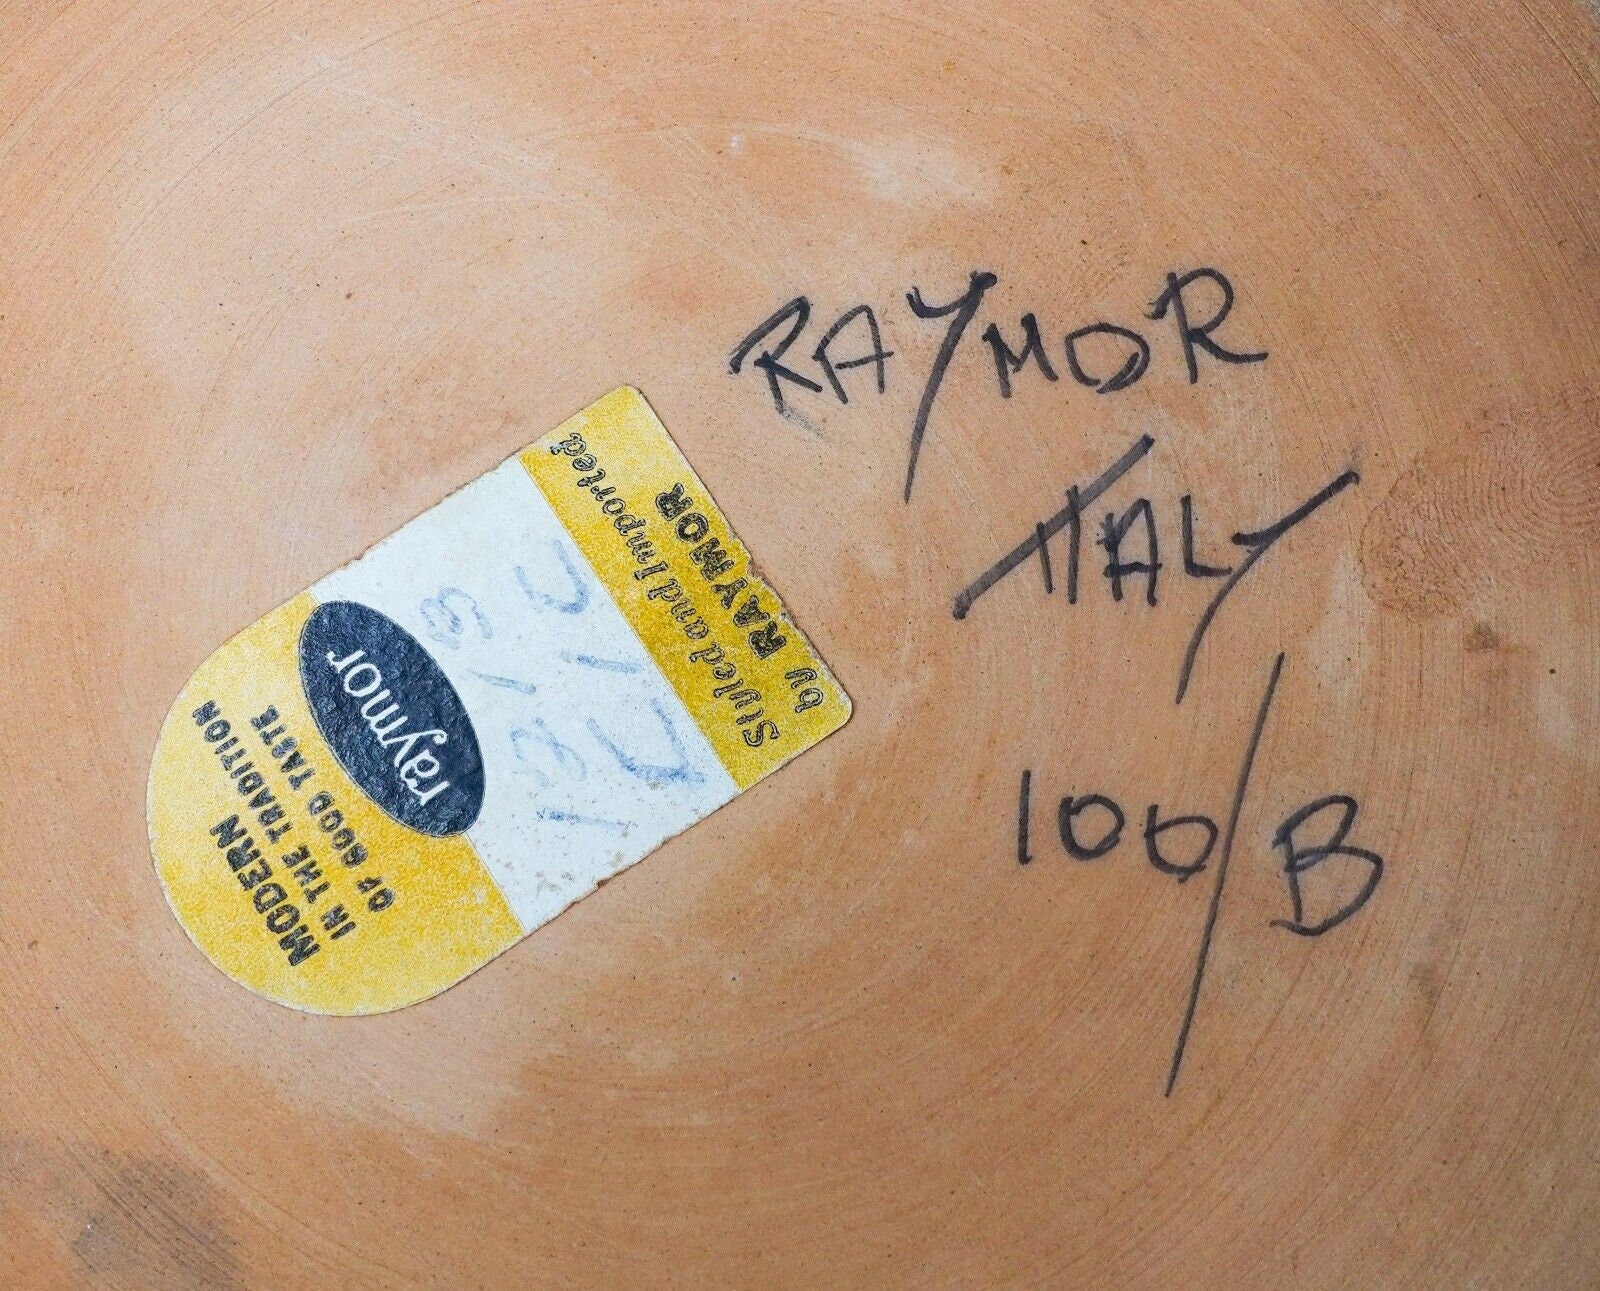 RAYMOR
ITALY
100/B
Styled and Imported
by RAYMOR
raymor
MODERN
IN THE TRADITION
OF GOOD TASTE